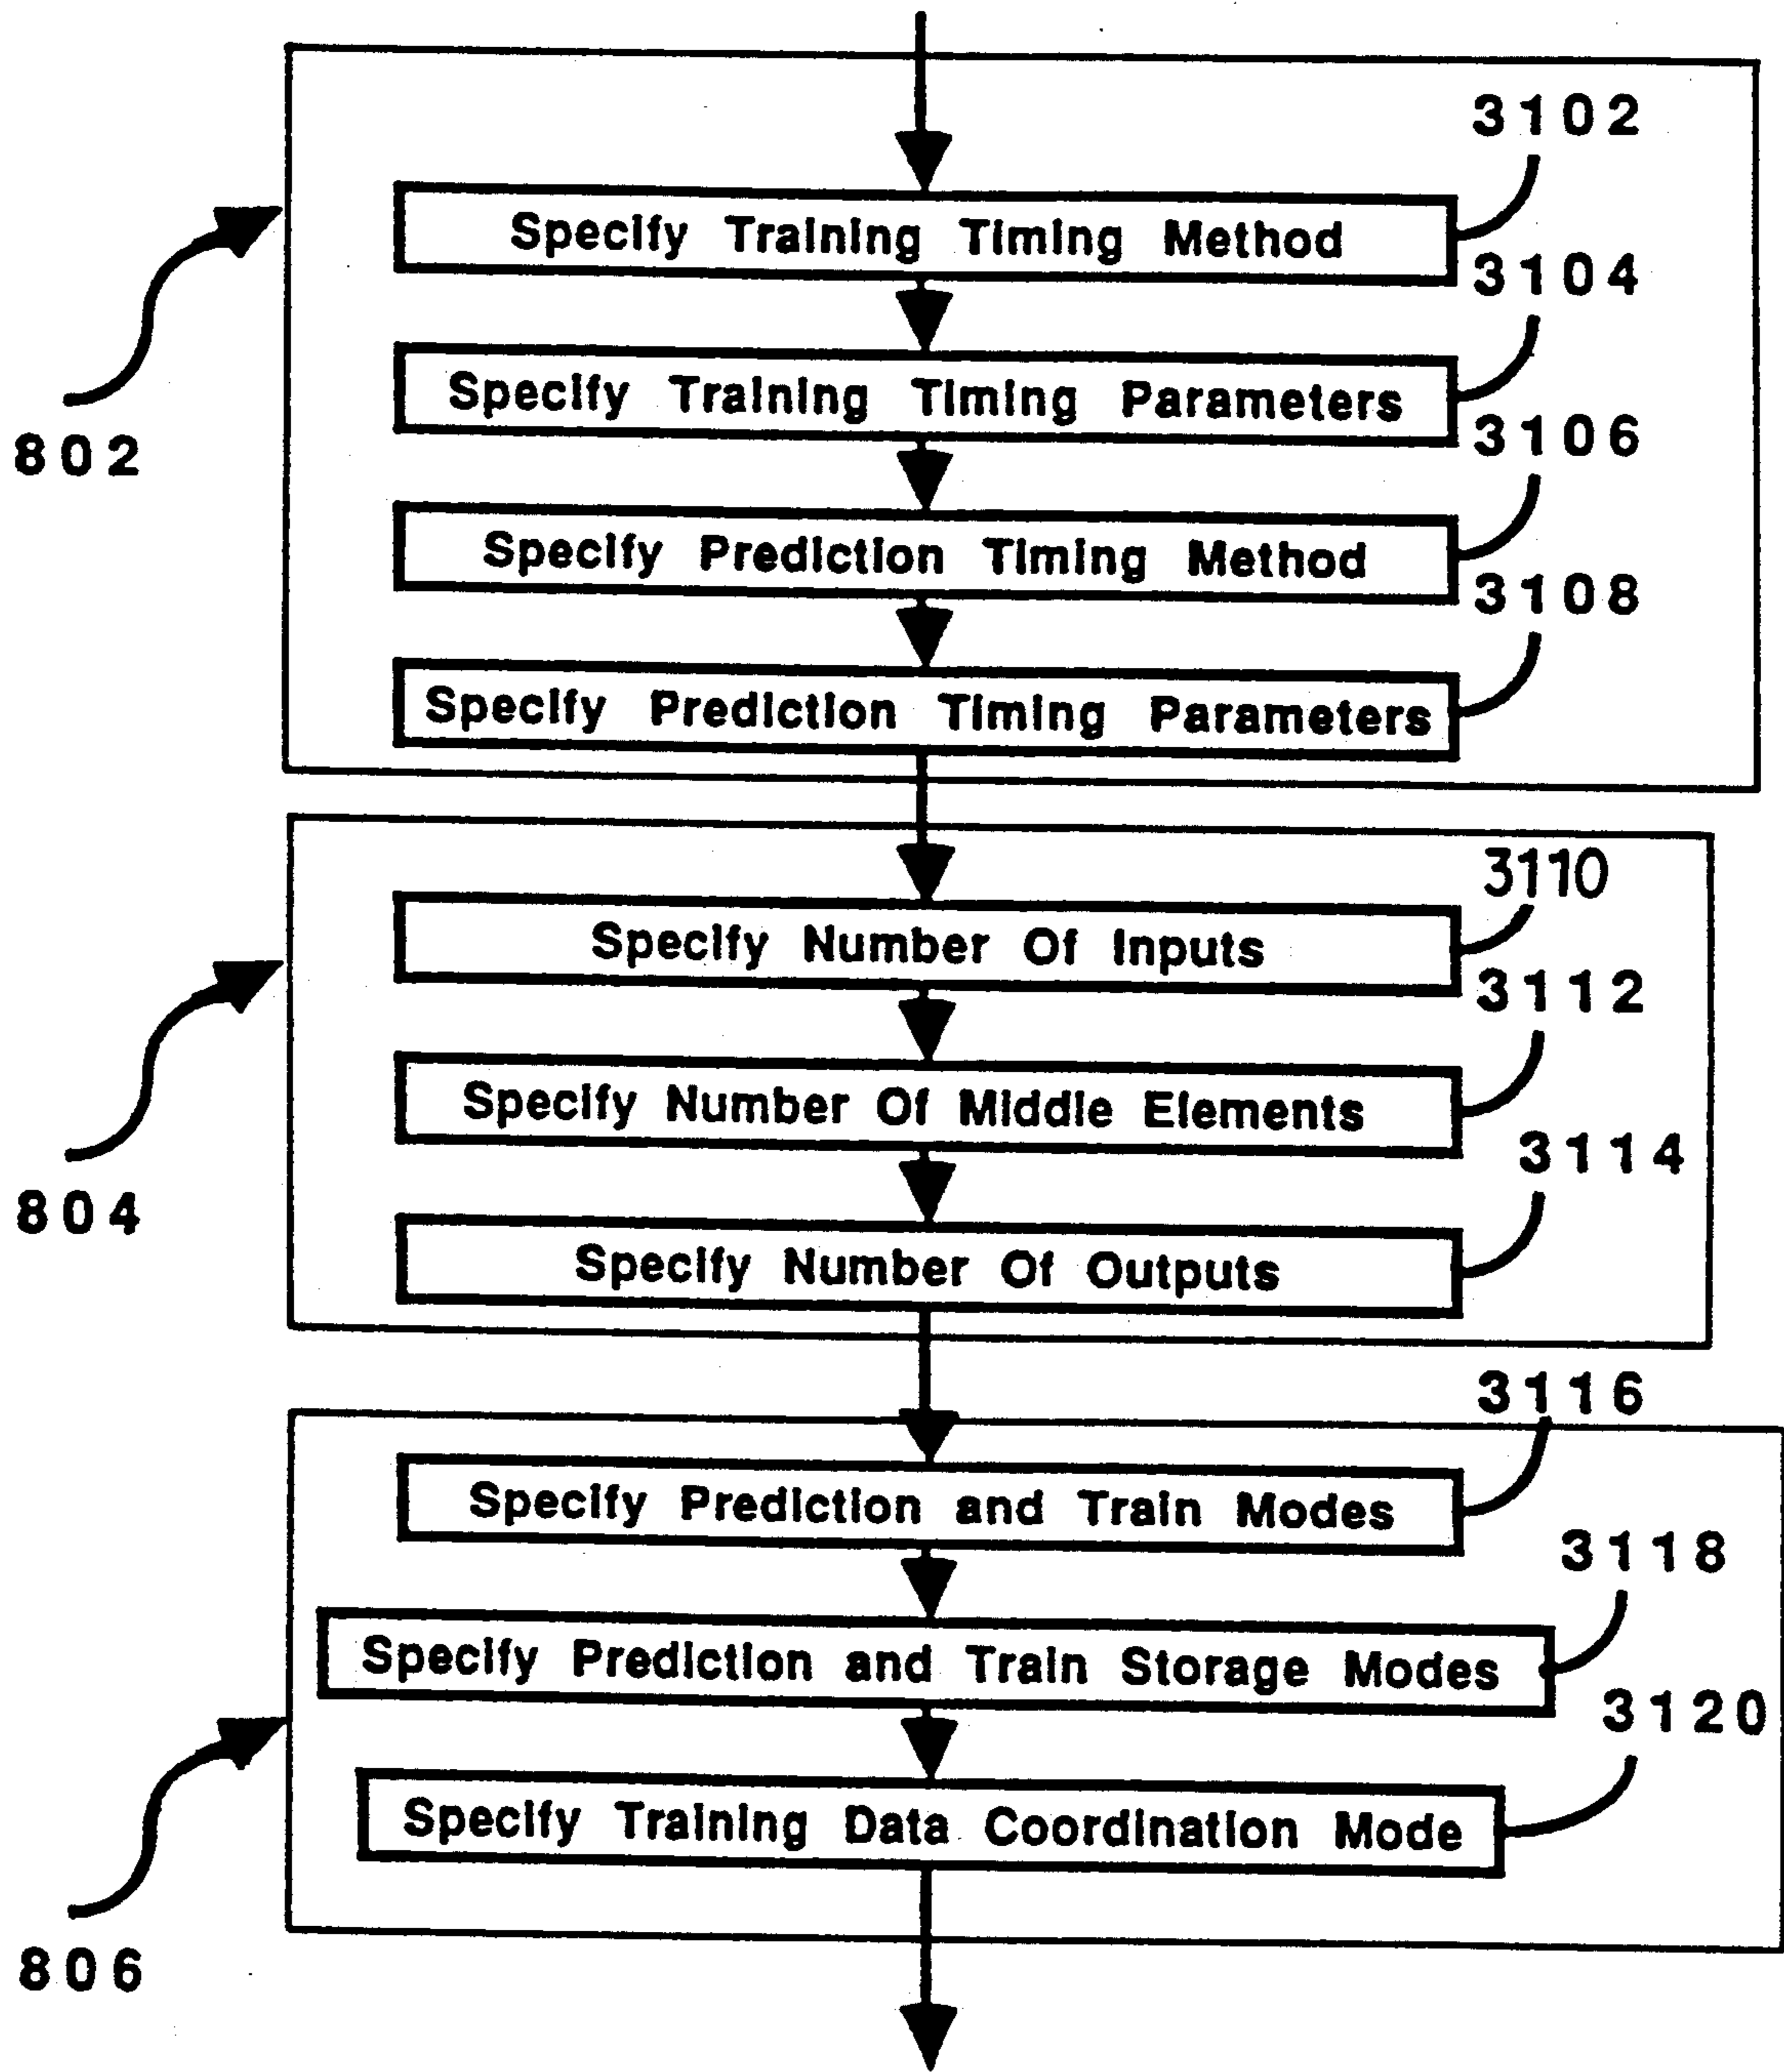 3102
Specify Training Timing Method
3104
Specify Training Timing Parameters
802
3106
Specify Prediction Timing Method
3108
Specify Prediction Timing Parameters
3110
Specify Number Of Inputs
3112
Specify Number Of Middle Elements
3114
804
Specify Number Of Outputs
3116
Specify Prediction and Train Modes
3118
Specify Prediction and Train Storage Modes
3120
Specify Training Data Coordination Mode
806